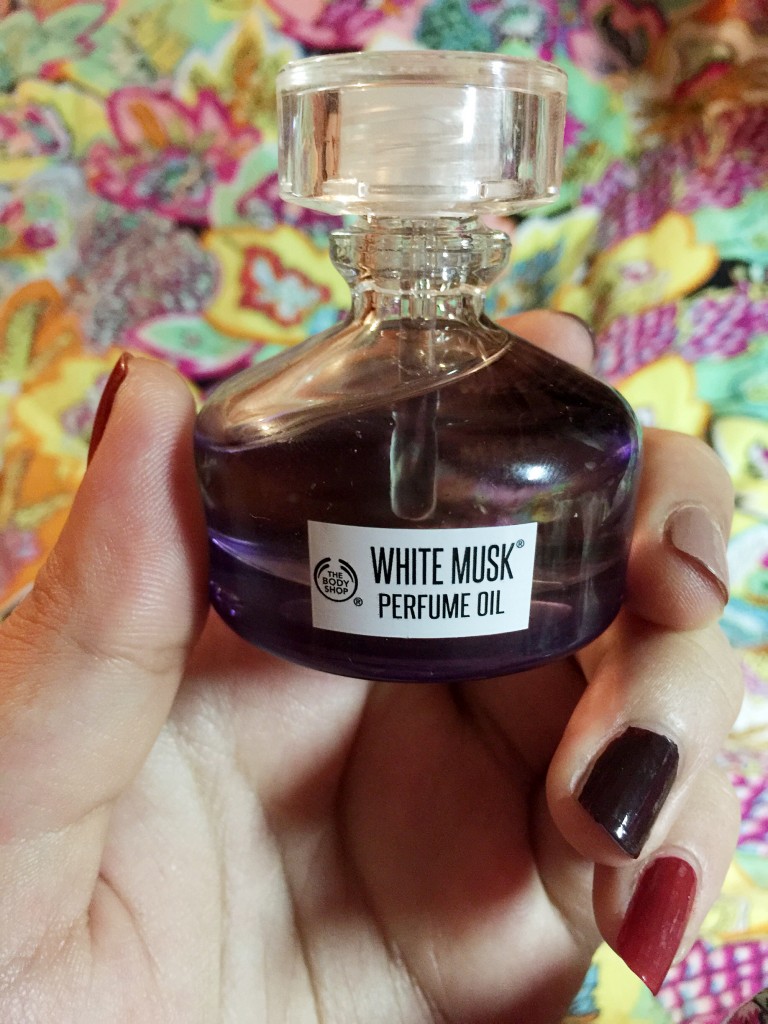 THE
BODY
SHOP ®
WHITE MUSK®
PERFUME OIL